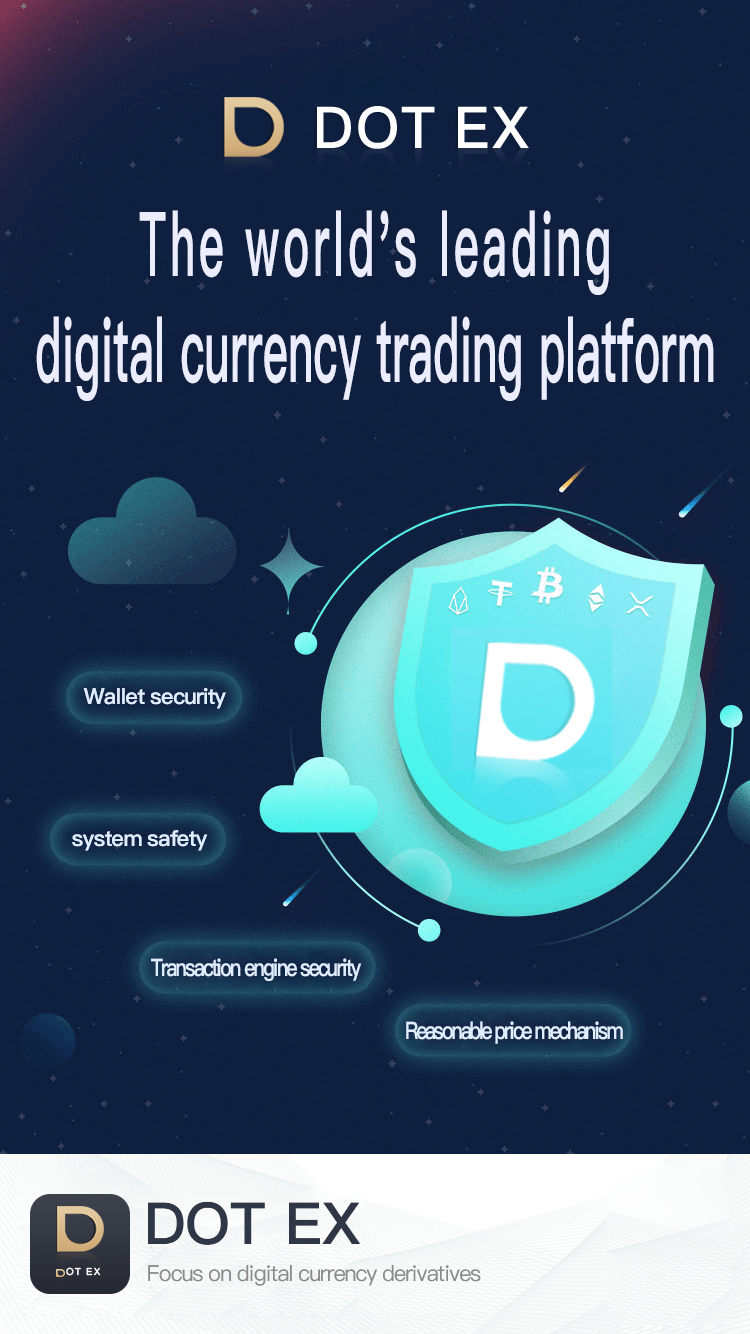 DOT EX
The world's leading
digital currency trading platform
Wallet security
system safety
Transaction engine security
Reasonable price mechanism
DOT EX
DOT EX
Focus on digital currency derivatives